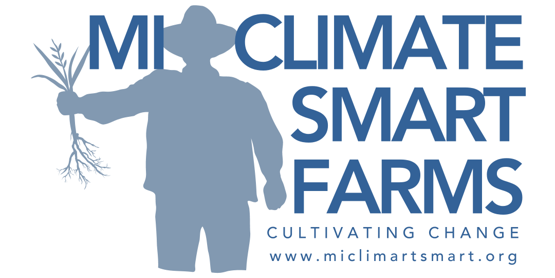 MI CLIMATE
SMART
FARMS
CULTIVATING CHANGE
www.miclimartsmart.org